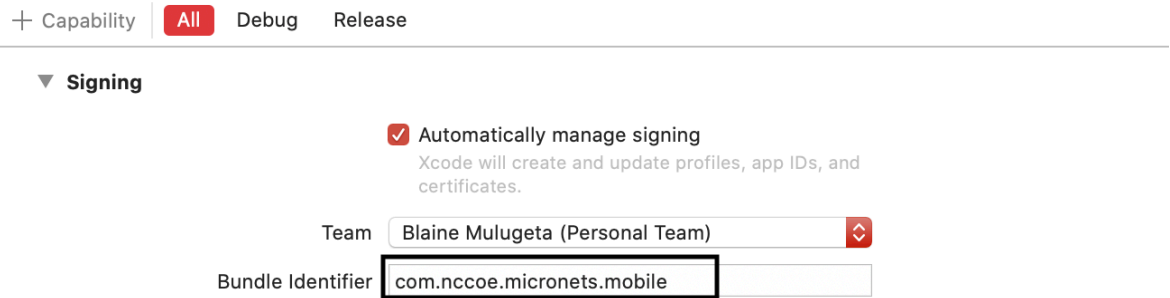 + Capability All Debug Release
Signing
Automatically manage signing
Xcode will create and update profiles, app IDs, and
certificates.
Team Blaine Mulugeta (Personal Team)
Bundle Identifier com.nccoe.micronets.mobile